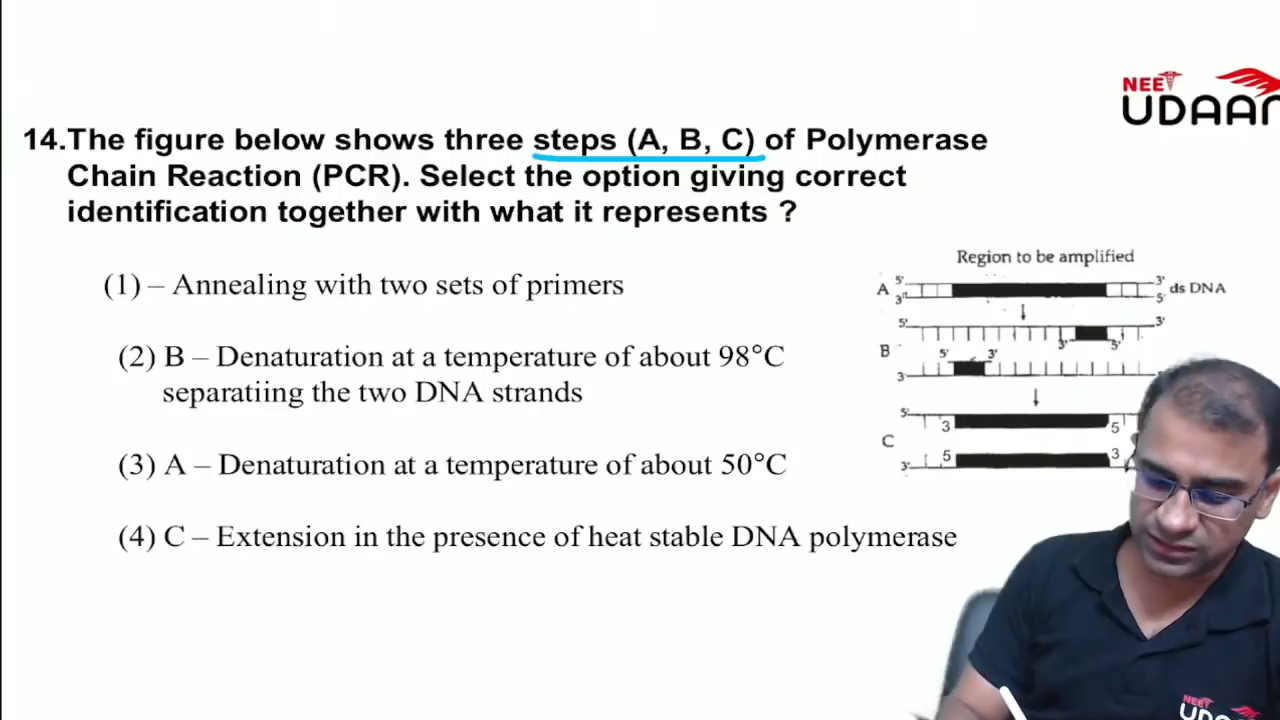 NEET
UDAAN
14.The figure below shows three steps (A, B, C) of Polymerase
Chain Reaction (PCR). Select the option giving correct
identification together with what it represents ?
(1) – Annealing with two sets of primers
(2) B – Denaturation at a temperature of about 98°C
separatiing the two DNA strands
(3) A – Denaturation at a temperature of about 50°C
(4) C – Extension in the presence of heat stable DNA polymerase
Region to be amplified
A 5' 3' ds DNA
3' 5'
5' 3'
3' 5'
B 5' 3'
3'
5'
3 5
C
5 3
3'
NEET